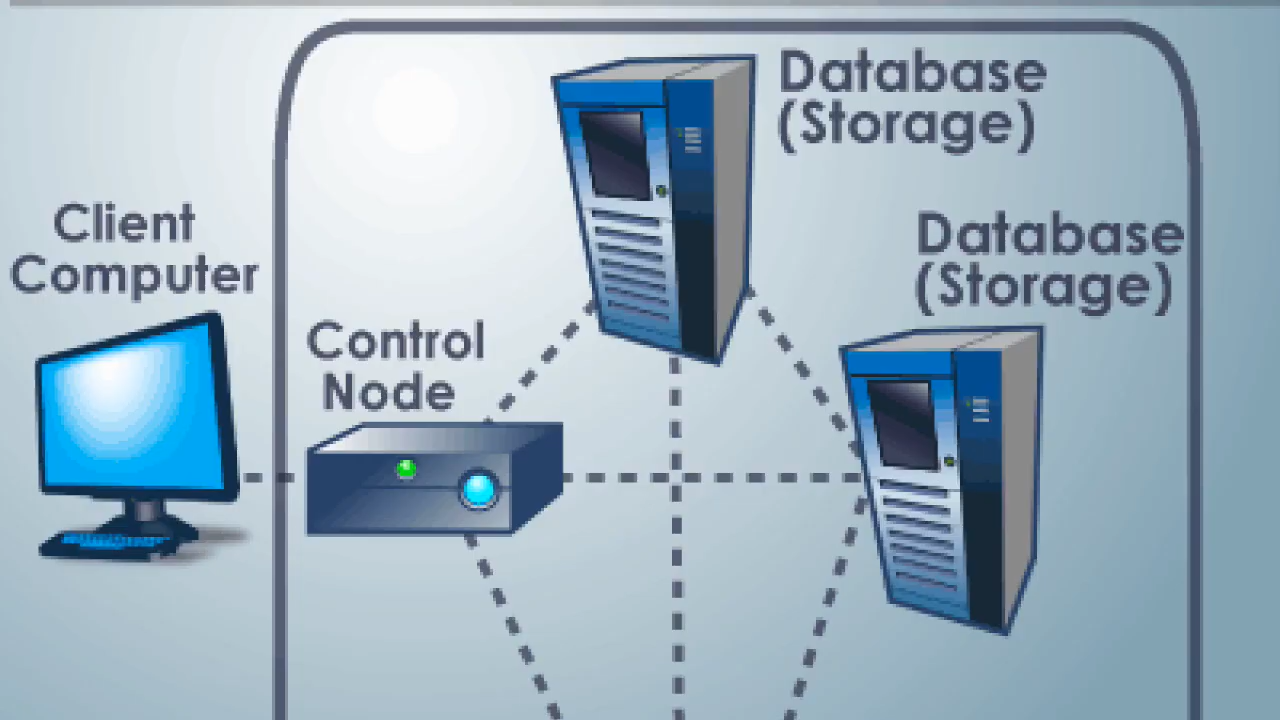 Database
(Storage)
Client
Computer
Database
(Storage)
Control
Node